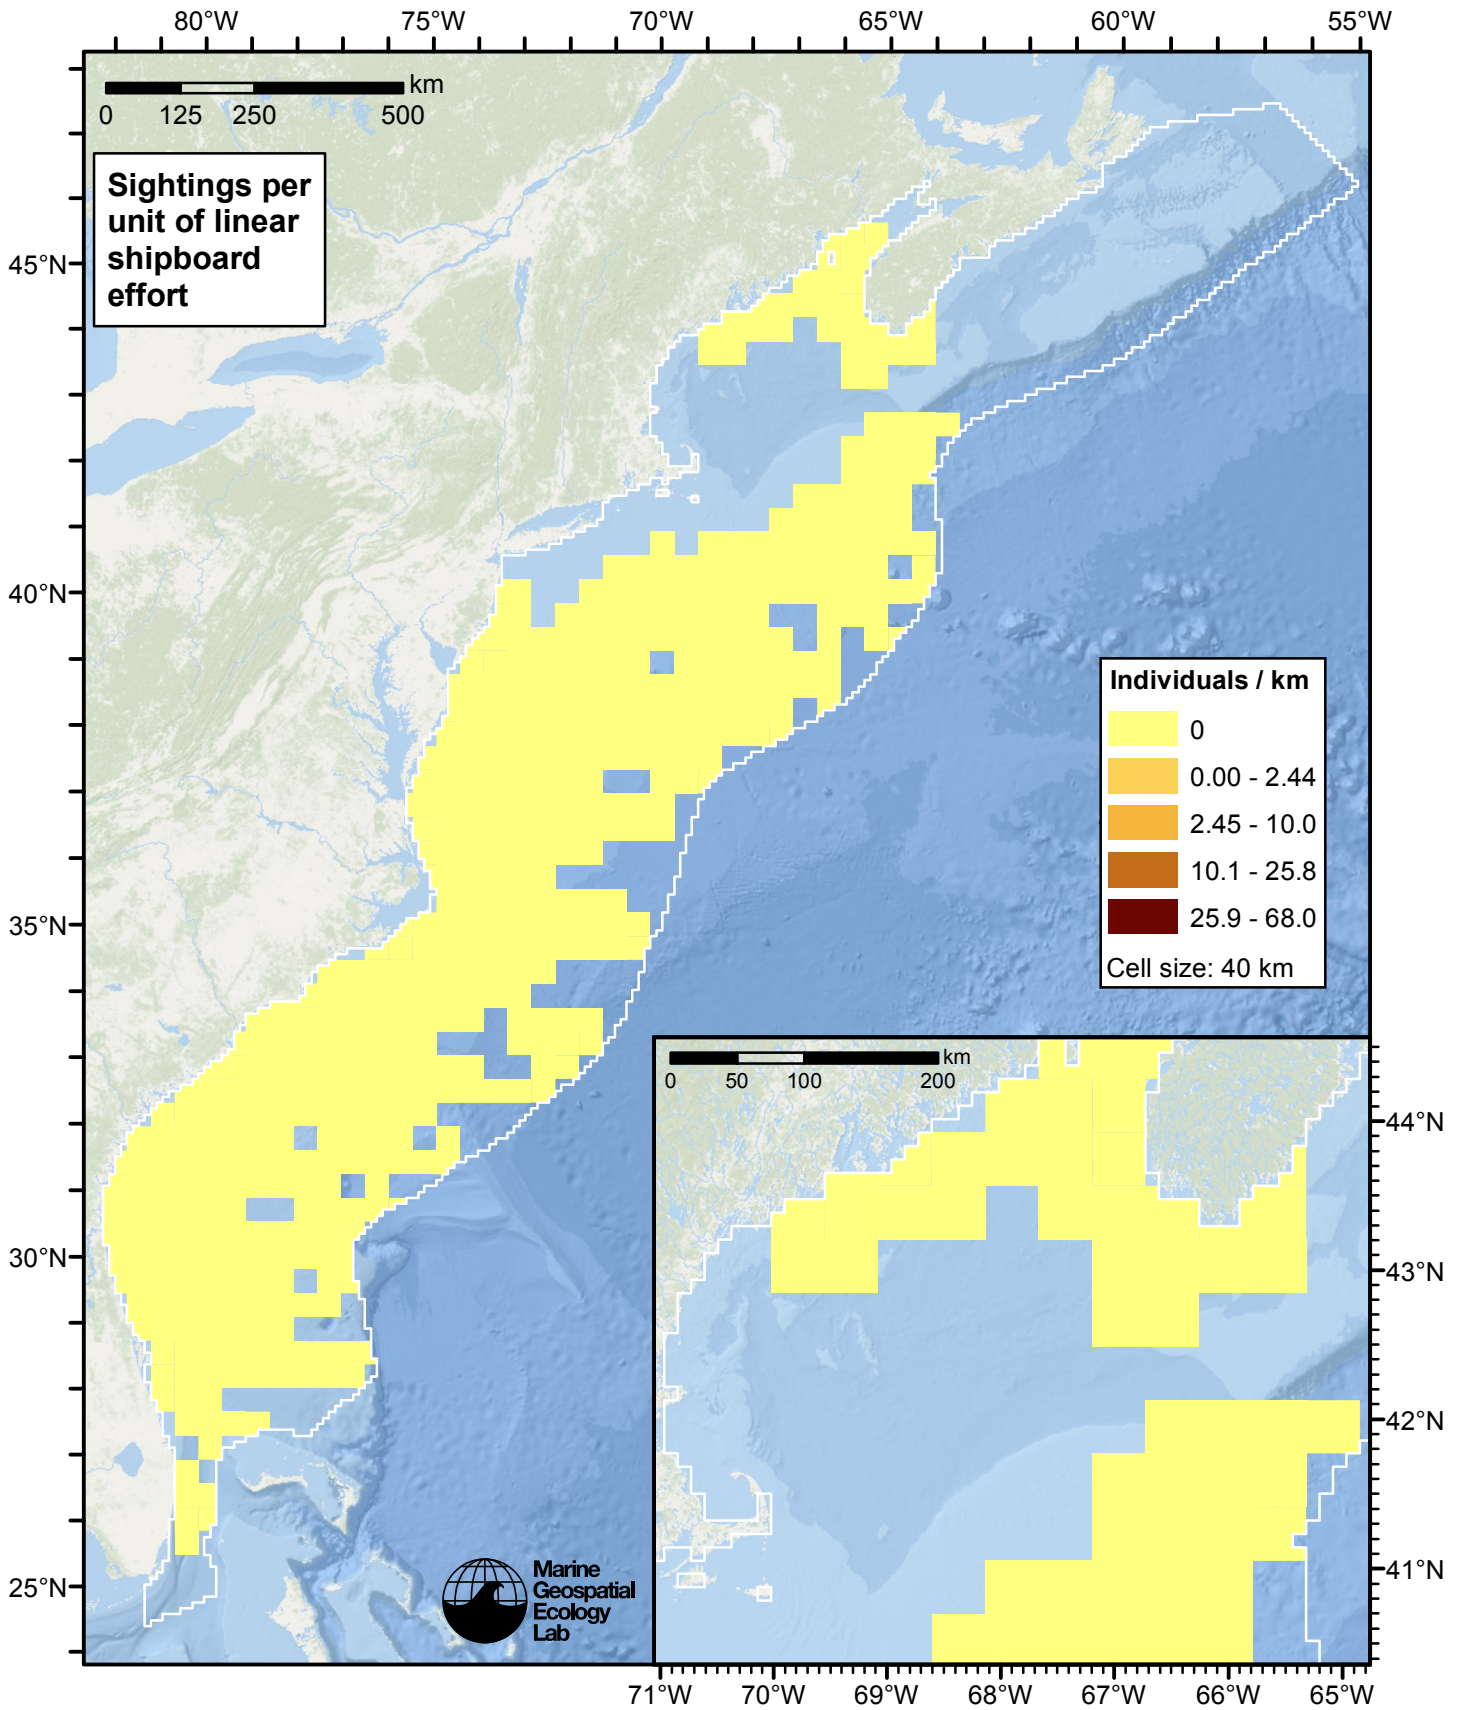 80°W 75°W 70°W 65°W 60°W 55°W
km
0 125 250 500
Sightings per
unit of linear
shipboard
effort
45°N
40°N
35°N
30°N
25°N
Individuals / km
0
0.00 - 2.44
2.45 - 10.0
10.1 - 25.8
25.9 - 68.0
Cell size: 40 km
km
0 50 100 200
44°N
43°N
42°N
41°N
Marine
Geospatial
Ecology
Lab
71°W 70°W 69°W 68°W 67°W 66°W 65°W